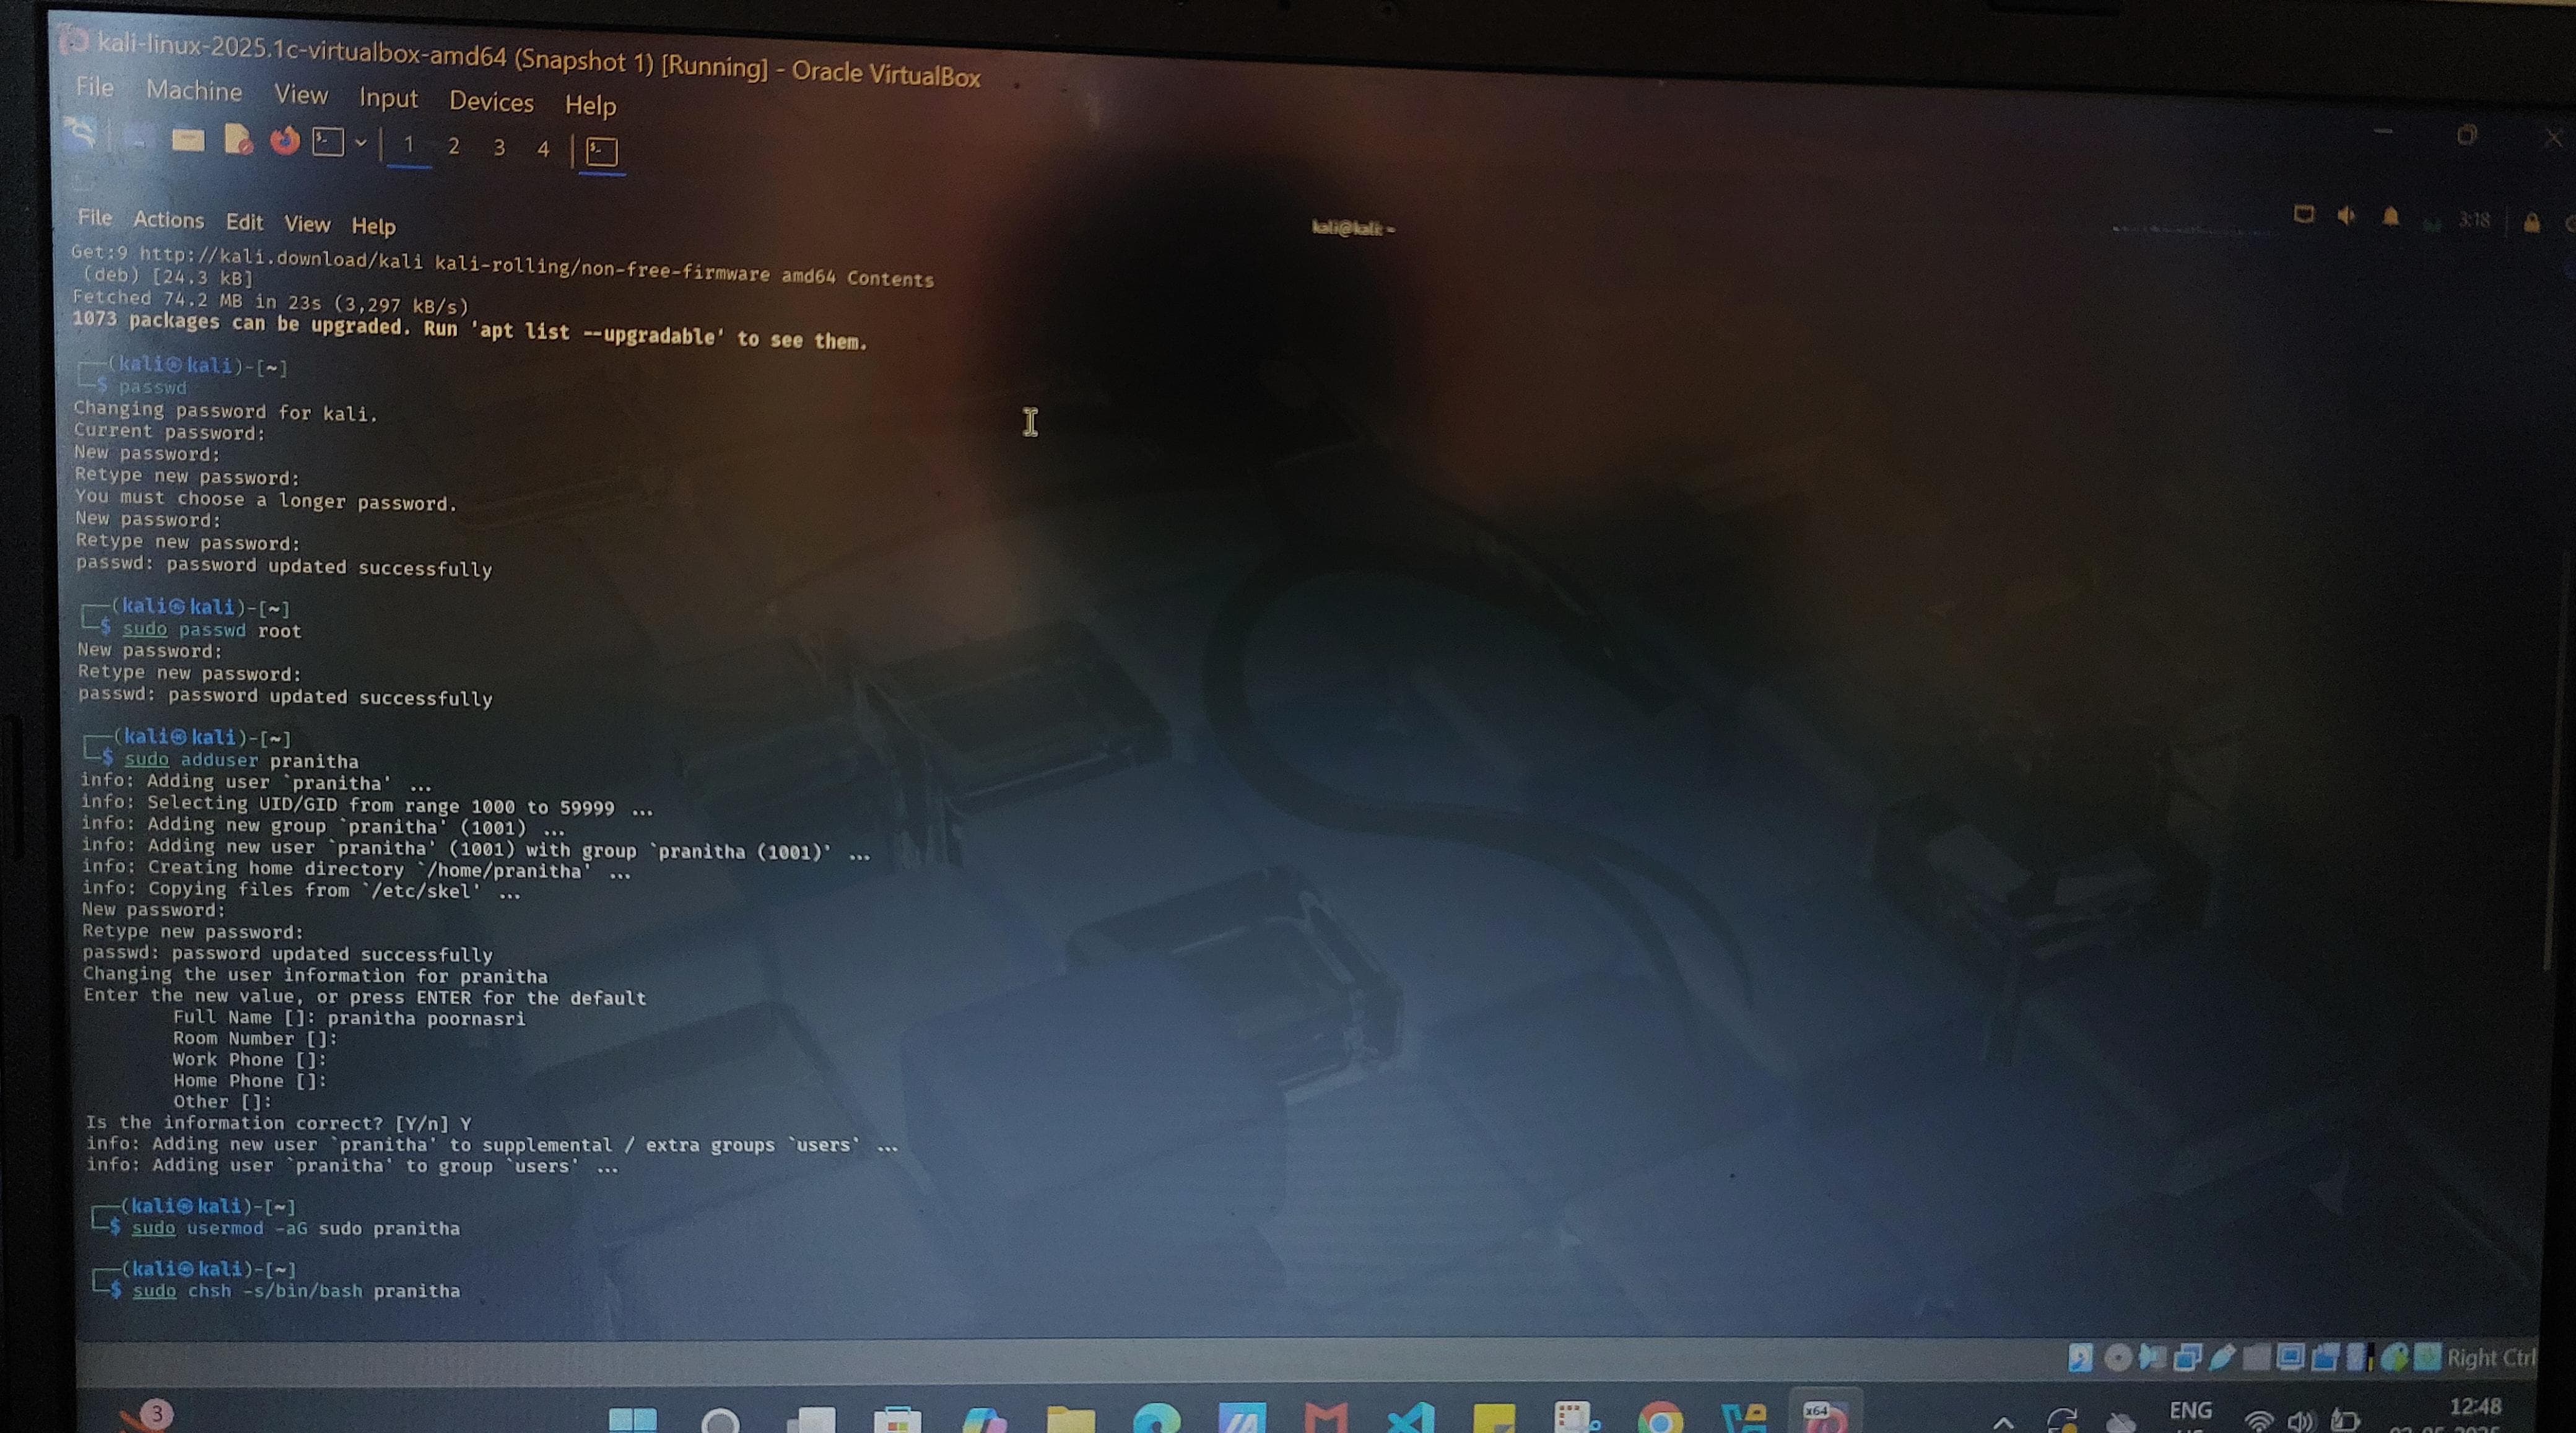 kali-linux-2025.1c-virtualbox-amd64 (Snapshot 1) [Running] - Oracle VirtualBox
File Machine View Input Devices Help
1 2 3 4
kali@kali: ~
3:18
File Actions Edit View Help
Get:9 http://kali.download/kali kali-rolling/non-free-firmware amd64 Contents
(deb) [24.3 kB]
Fetched 74.2 MB in 23s (3,297 kB/s)
1073 packages can be upgraded. Run 'apt list --upgradable' to see them.
┌──(kali㉿kali)-[~]
└─$ passwd
Changing password for kali.
Current password:
New password:
Retype new password:
You must choose a longer password.
New password:
Retype new password:
passwd: password updated successfully
┌──(kali㉿kali)-[~]
└─$ sudo passwd root
New password:
Retype new password:
passwd: password updated successfully
┌──(kali㉿kali)-[~]
└─$ sudo adduser pranitha
info: Adding user `pranitha' ...
info: Selecting UID/GID from range 1000 to 59999 ...
info: Adding new group `pranitha' (1001) ...
info: Adding new user `pranitha' (1001) with group `pranitha (1001)' ...
info: Creating home directory `/home/pranitha' ...
info: Copying files from `/etc/skel' ...
New password:
Retype new password:
passwd: password updated successfully
Changing the user information for pranitha
Enter the new value, or press ENTER for the default
Full Name []: pranitha poornasri
Room Number []:
Work Phone []:
Home Phone []:
Other []:
Is the information correct? [Y/n] Y
info: Adding new user `pranitha' to supplemental / extra groups `users' ...
info: Adding user `pranitha' to group `users' ...
┌──(kali㉿kali)-[~]
└─$ sudo usermod -aG sudo pranitha
┌──(kali㉿kali)-[~]
└─$ sudo chsh -s/bin/bash pranitha
Right Ctrl
3
x64
ENG
12:48